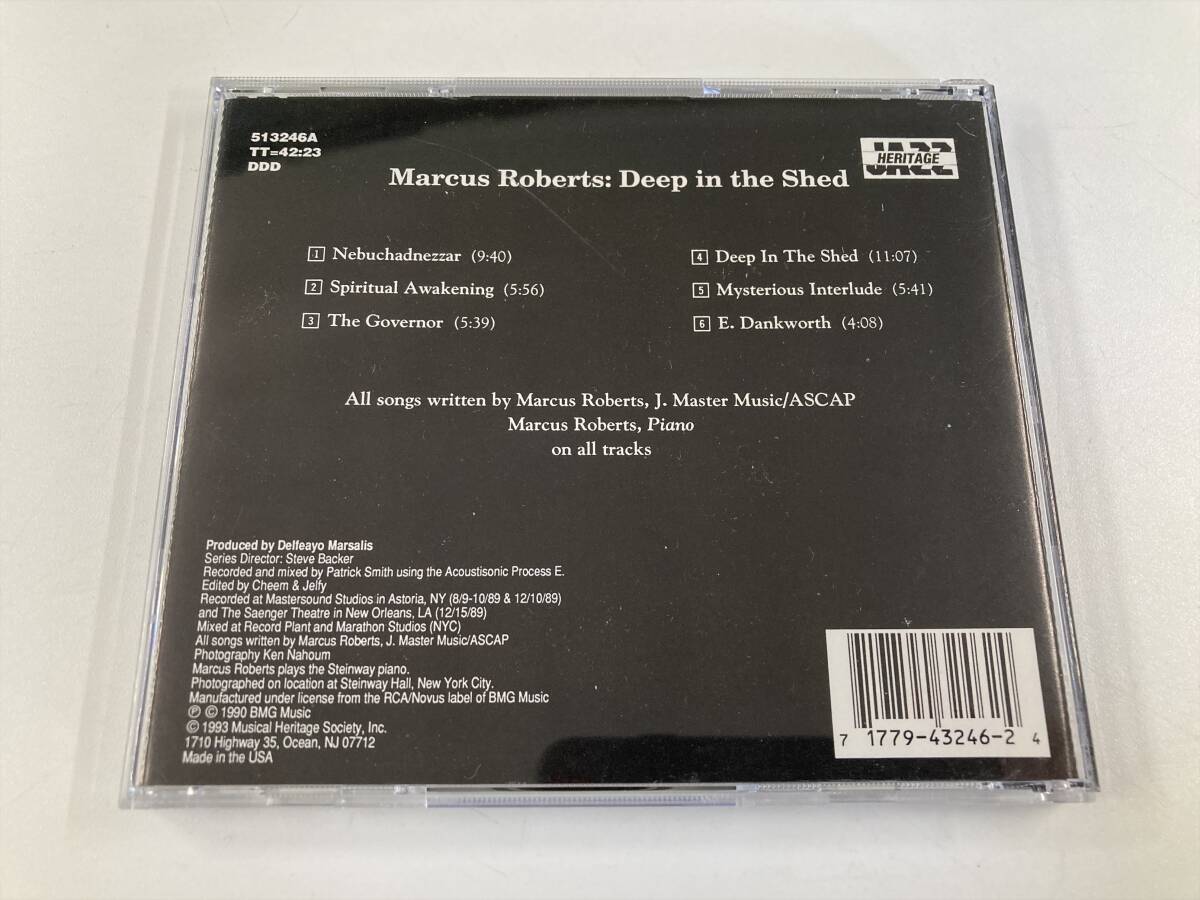 513246A
TT=42:23
DDD
JAZZ
HERITAGE
Marcus Roberts: Deep in the Shed
1 Nebuchadnezzar (9:40)
2 Spiritual Awakening (5:56)
3 The Governor (5:39)
4 Deep In The Shed (11:07)
5 Mysterious Interlude (5:41)
6 E. Dankworth (4:08)
All songs written by Marcus Roberts, J. Master Music/ASCAP
Marcus Roberts, Piano
on all tracks
Produced by Delfeayo Marsalis
Series Director: Steve Backer
Recorded and mixed by Patrick Smith using the Acoustisonic Process E.
Edited by Cheem & Jelfy
Recorded at Mastersound Studios in Astoria, NY (8/9-10/89 & 12/10/89)
and The Saenger Theatre in New Orleans, LA (12/15/89)
Mixed at Record Plant and Marathon Studios (NYC)
All songs written by Marcus Roberts, J. Master Music/ASCAP
Photography Ken Nahoum
Marcus Roberts plays the Steinway piano.
Photographed on location at Steinway Hall, New York City.
Manufactured under license from the RCA/Novus label of BMG Music
℗ © 1990 BMG Music
© 1993 Musical Heritage Society, Inc.
1710 Highway 35, Ocean, NJ 07712
Made in the USA
7 17794-43246-2 4